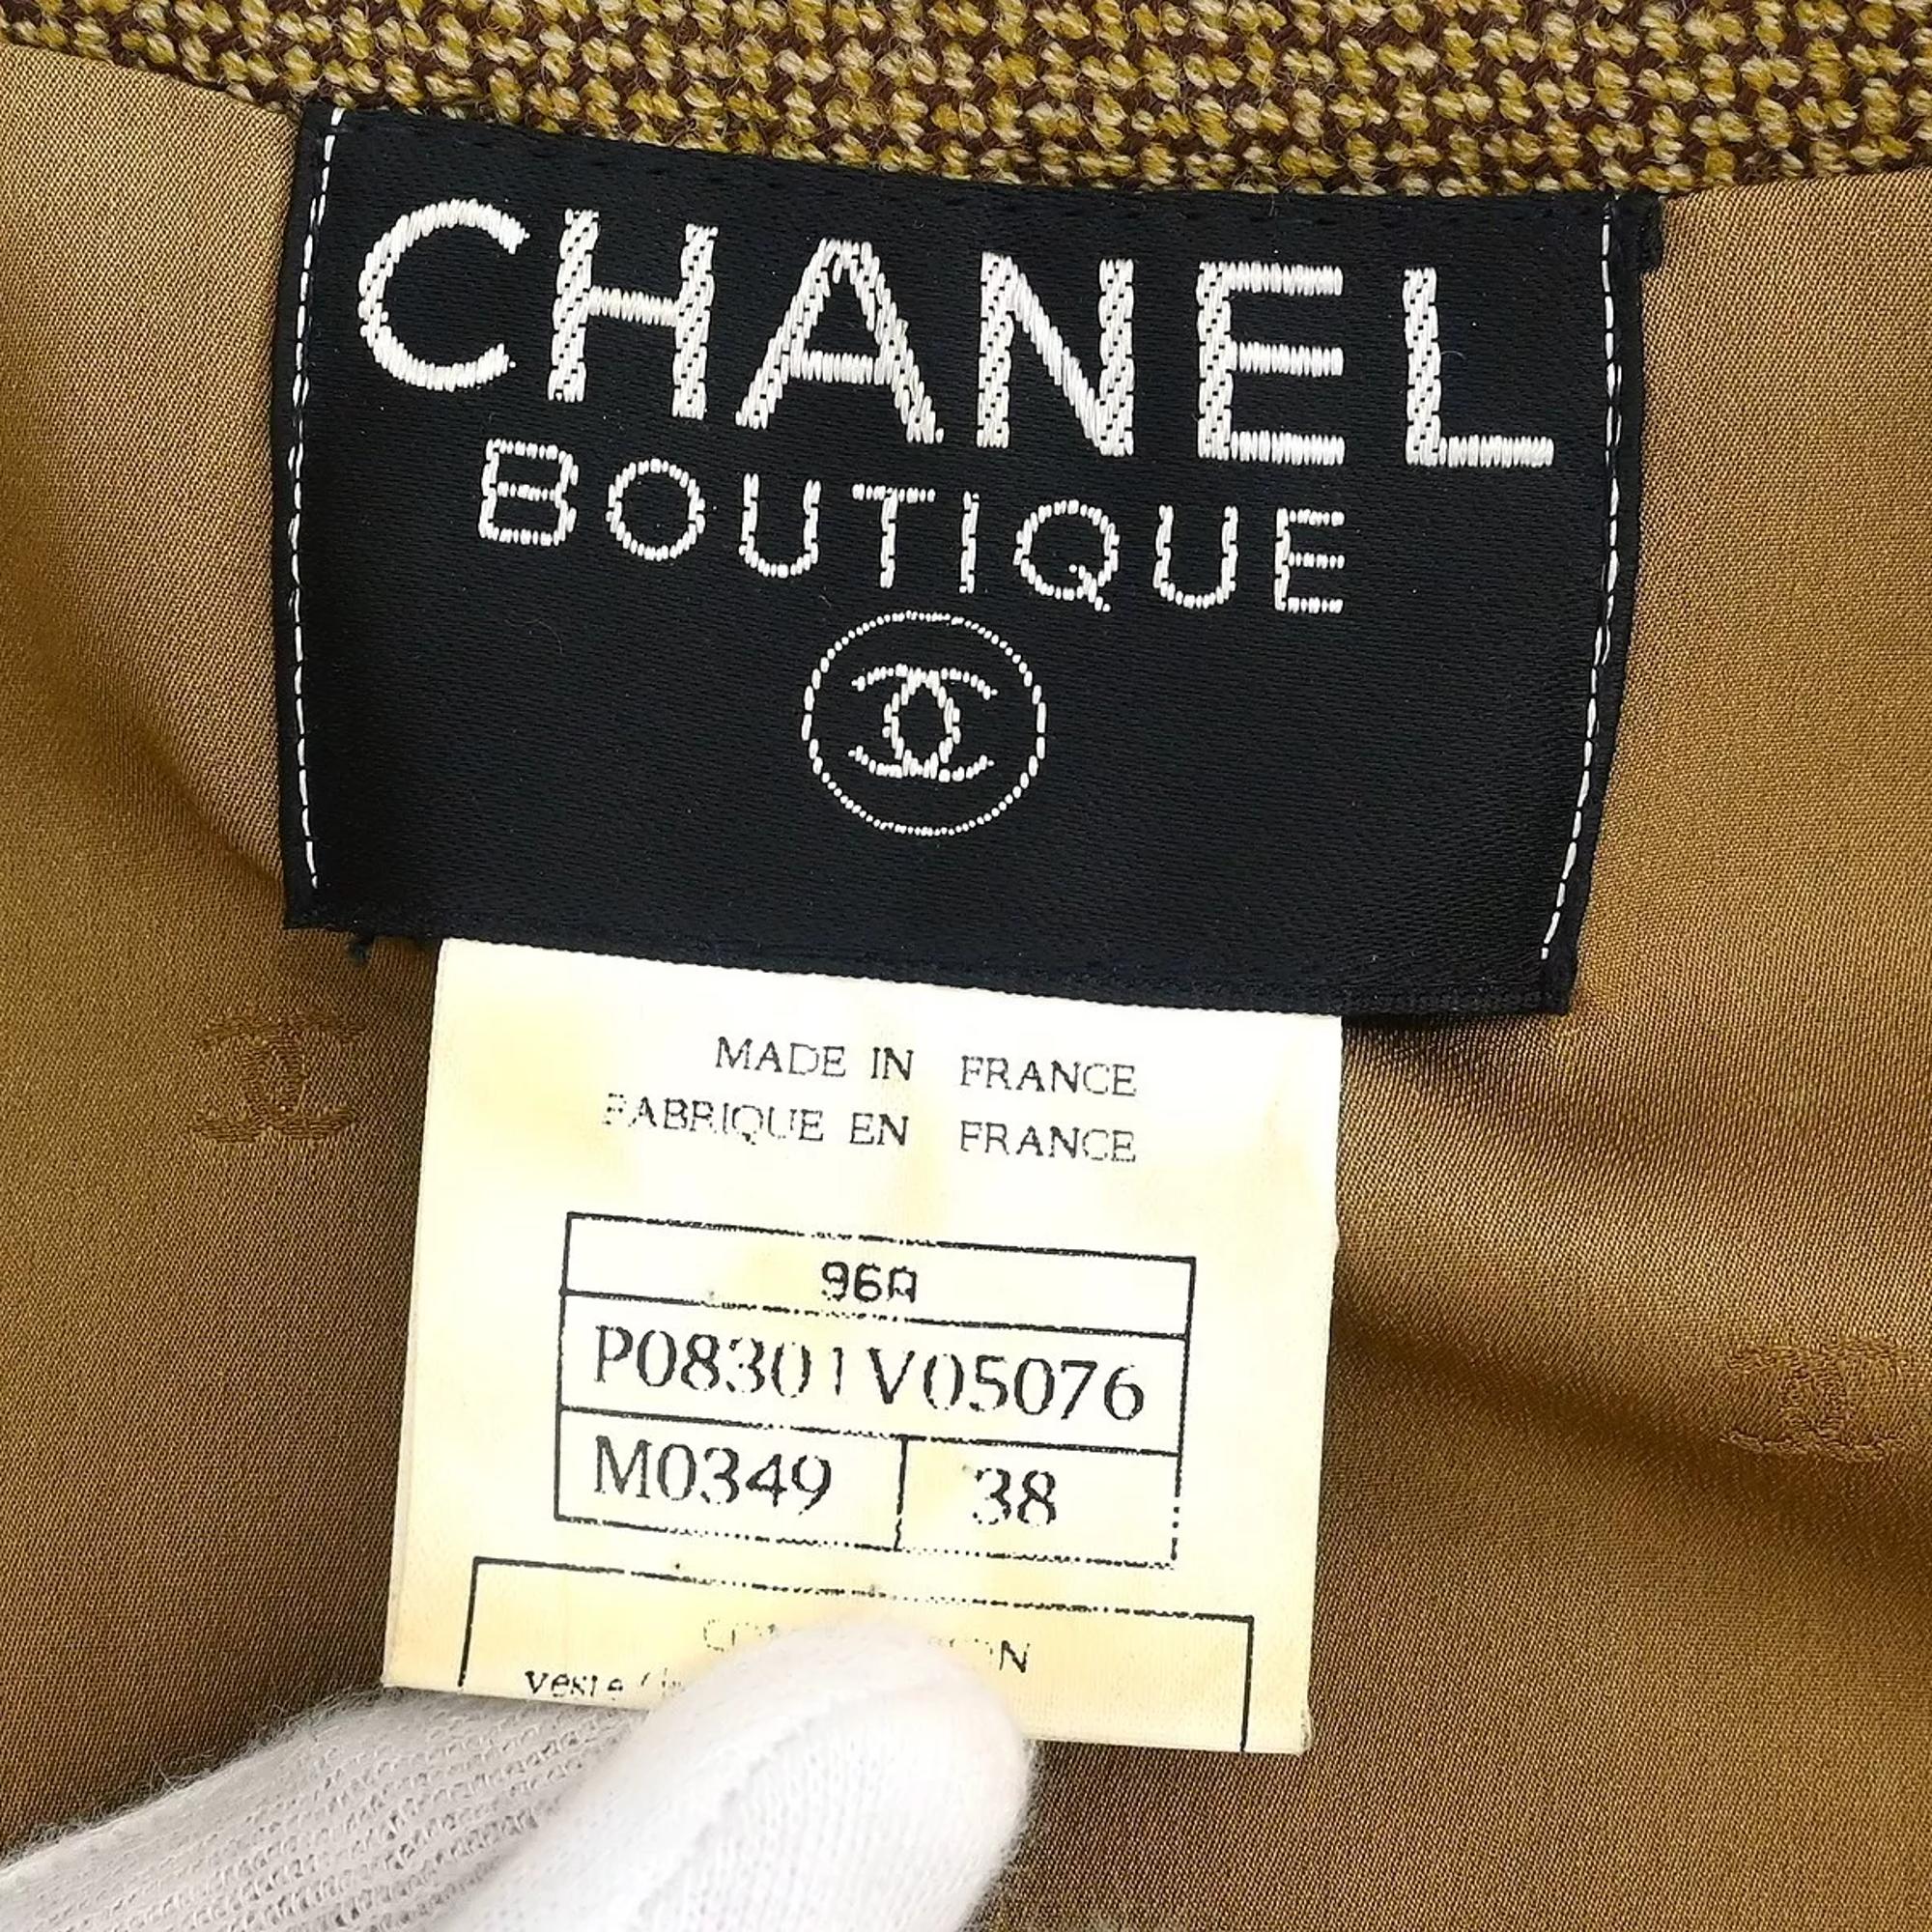 CHANEL
BOUTIQUE
MADE IN FRANCE
FABRIQUE EN FRANCE
96A
P08301V05076
M0349 38